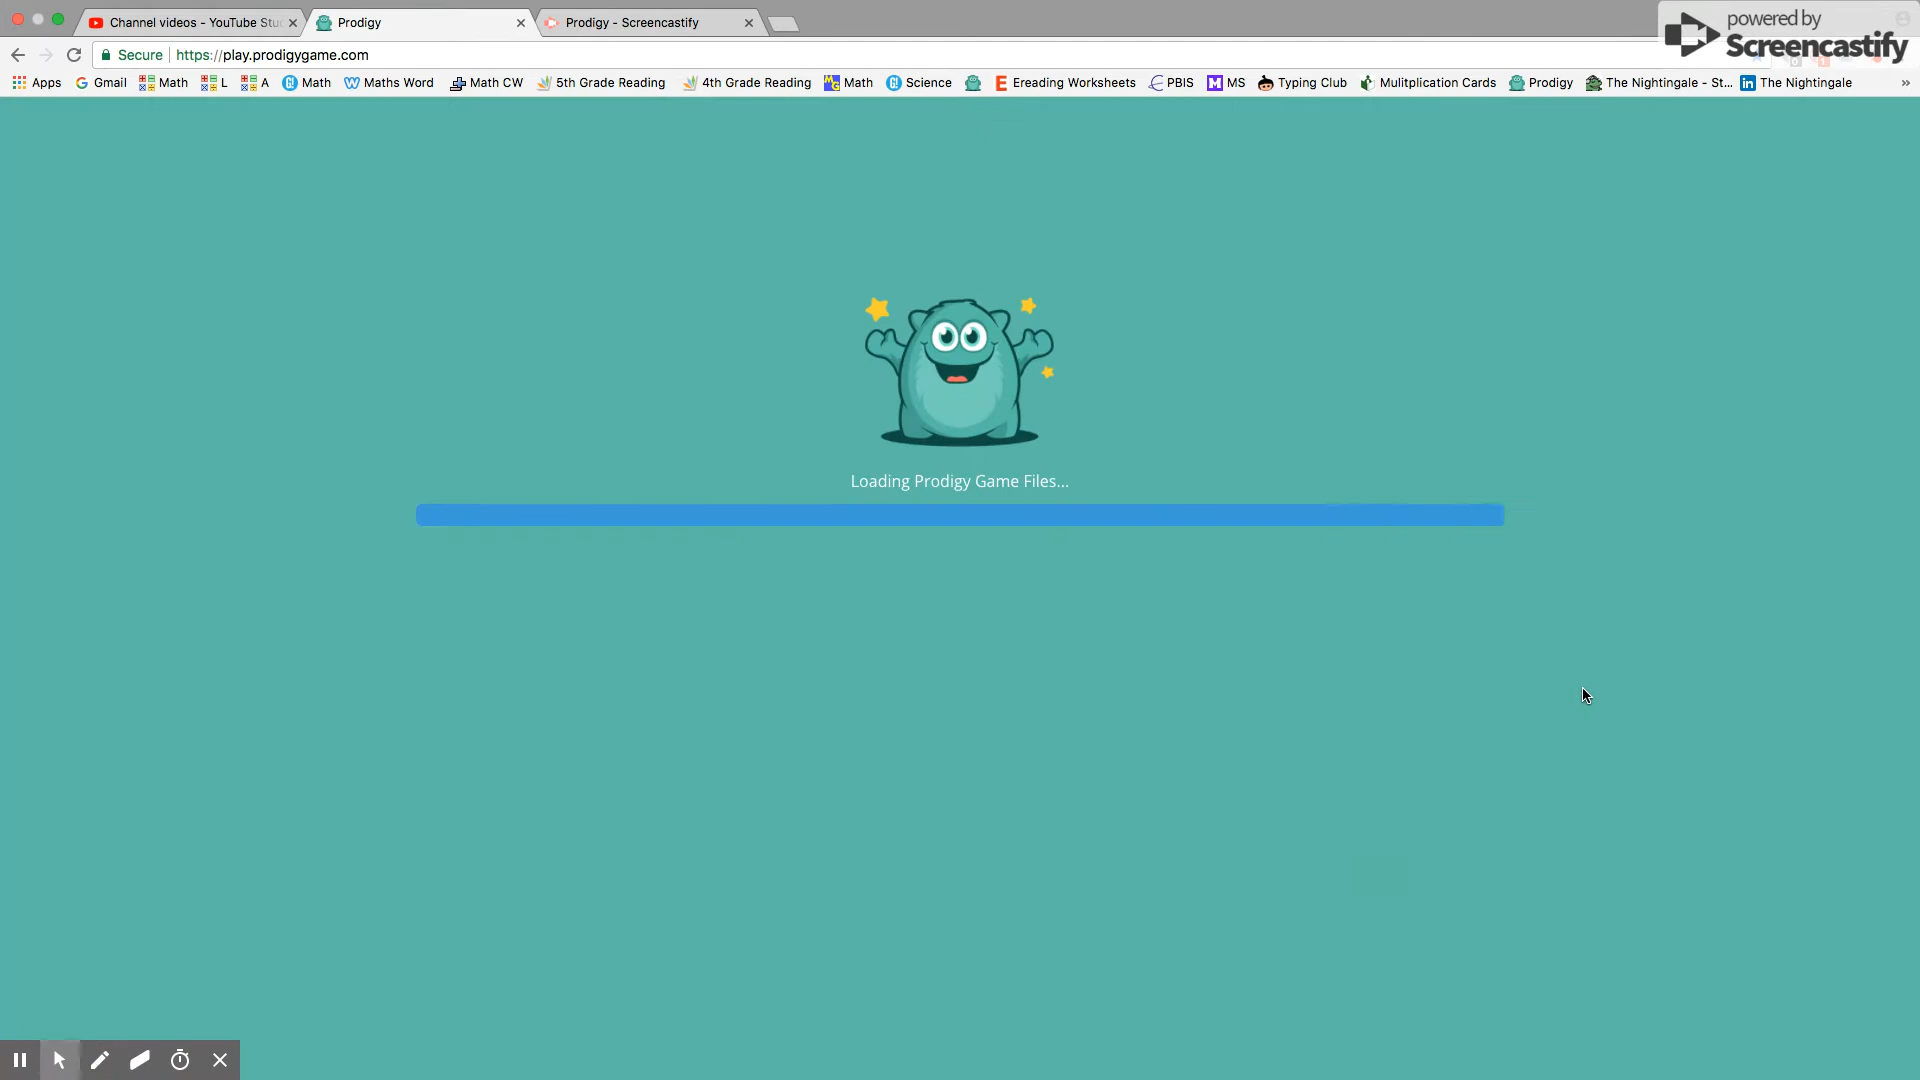 Channel videos - YouTube Stu
Prodigy
Prodigy - Screencastify
powered by
Screencastify
Secure
https://play.prodigygame.com
Apps
Gmail
Math
L
A
Math
Maths Word
Math CW
5th Grade Reading
4th Grade Reading
Math
Science
Ereading Worksheets
PBIS
MS
Typing Club
Mulitplication Cards
Prodigy
The Nightingale - St...
The Nightingale
»
Loading Prodigy Game Files...